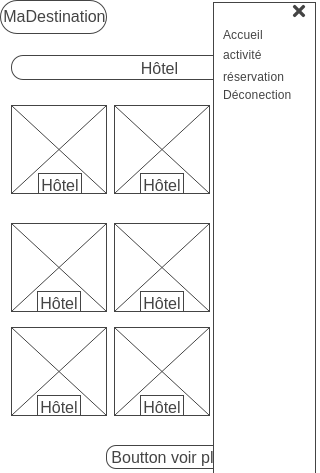 MaDestination
Accueil
activité
réservation
Déconection
Hôtel
Hôtel
Hôtel
Hôtel
Hôtel
Hôtel
Hôtel
Boutton voir pl